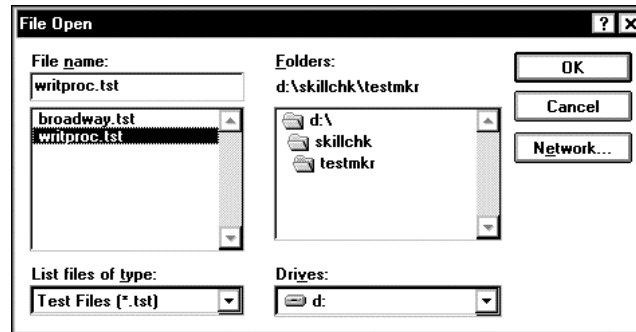 File Open
File name:
writproc.tst
broadway.tst
writproc.tst
List files of type:
Test Files (*.tst)
Folders:
d:\skillchk\testmkr
d:\
skillchk
testmkr
Drives:
d:
OK
Cancel
Network...